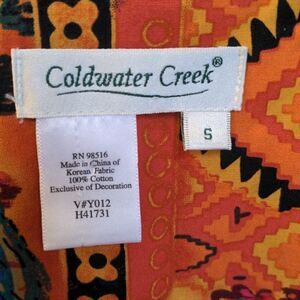 Coldwater Creek®
S
RN 98516
Made in China of
Korean Fabric
100% Cotton
Exclusive of Decoration
V#Y012
H41731